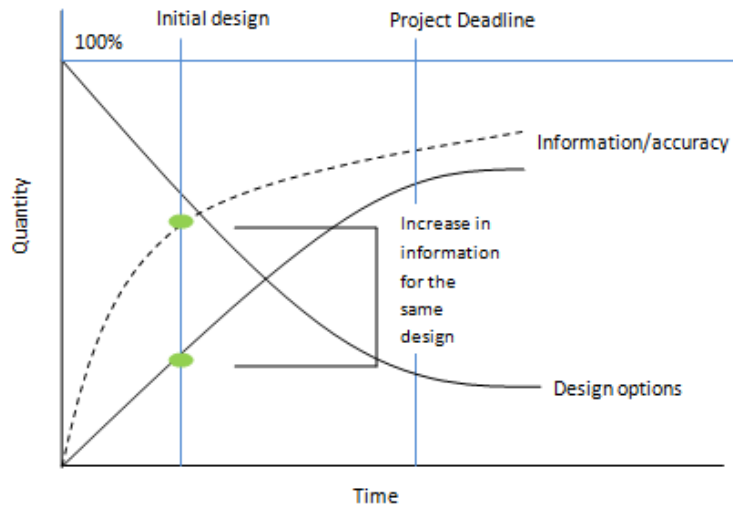 Initial design
Project Deadline
100%
Information/accuracy
Quantity
Increase in
information
for the
same
design
Design options
Time